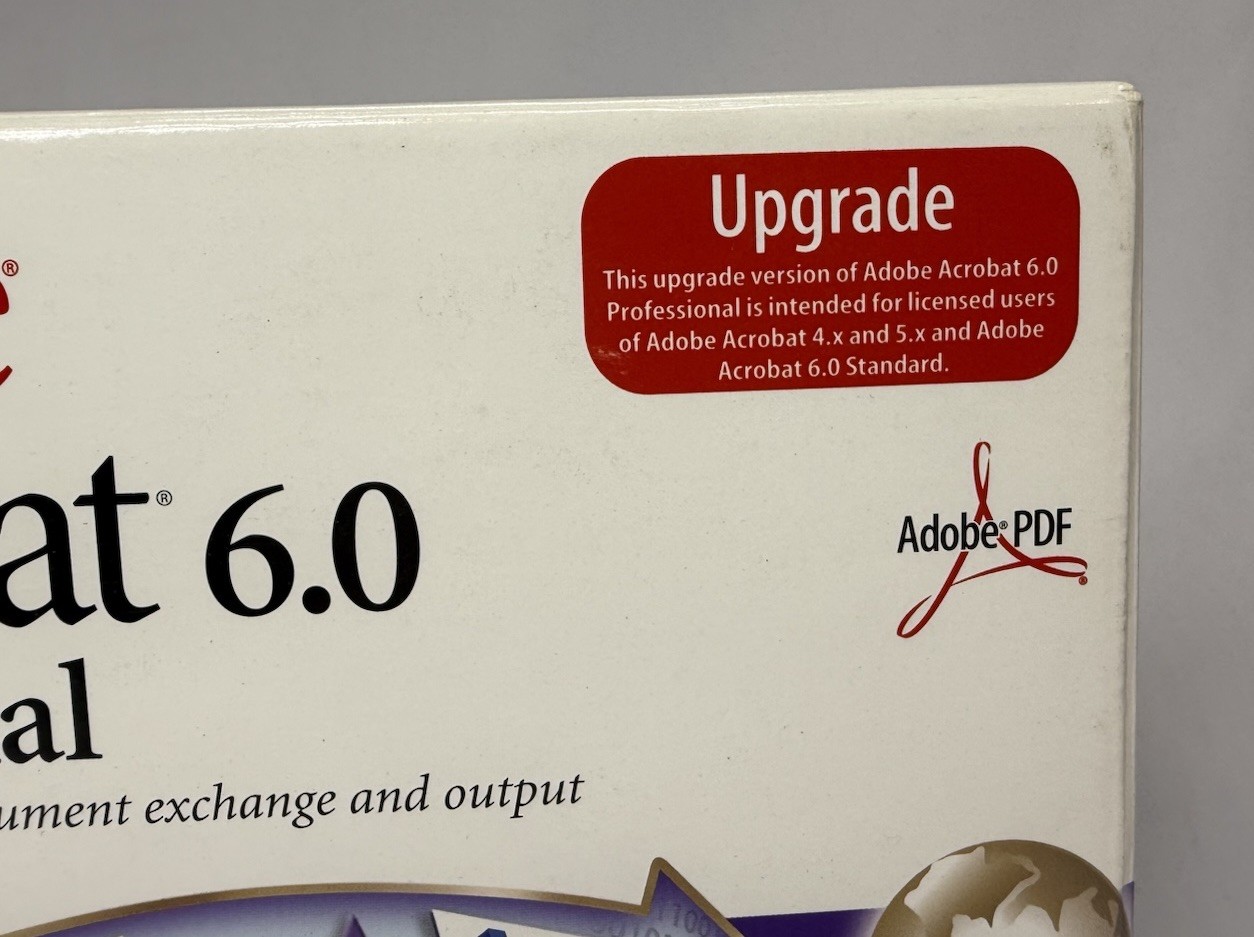 Upgrade
This upgrade version of Adobe Acrobat 6.0
Professional is intended for licensed users
of Adobe Acrobat 4.x and 5.x and Adobe
Acrobat 6.0 Standard.
®
at® 6.0
Adobe® PDF
®
al
ument exchange and output
1100